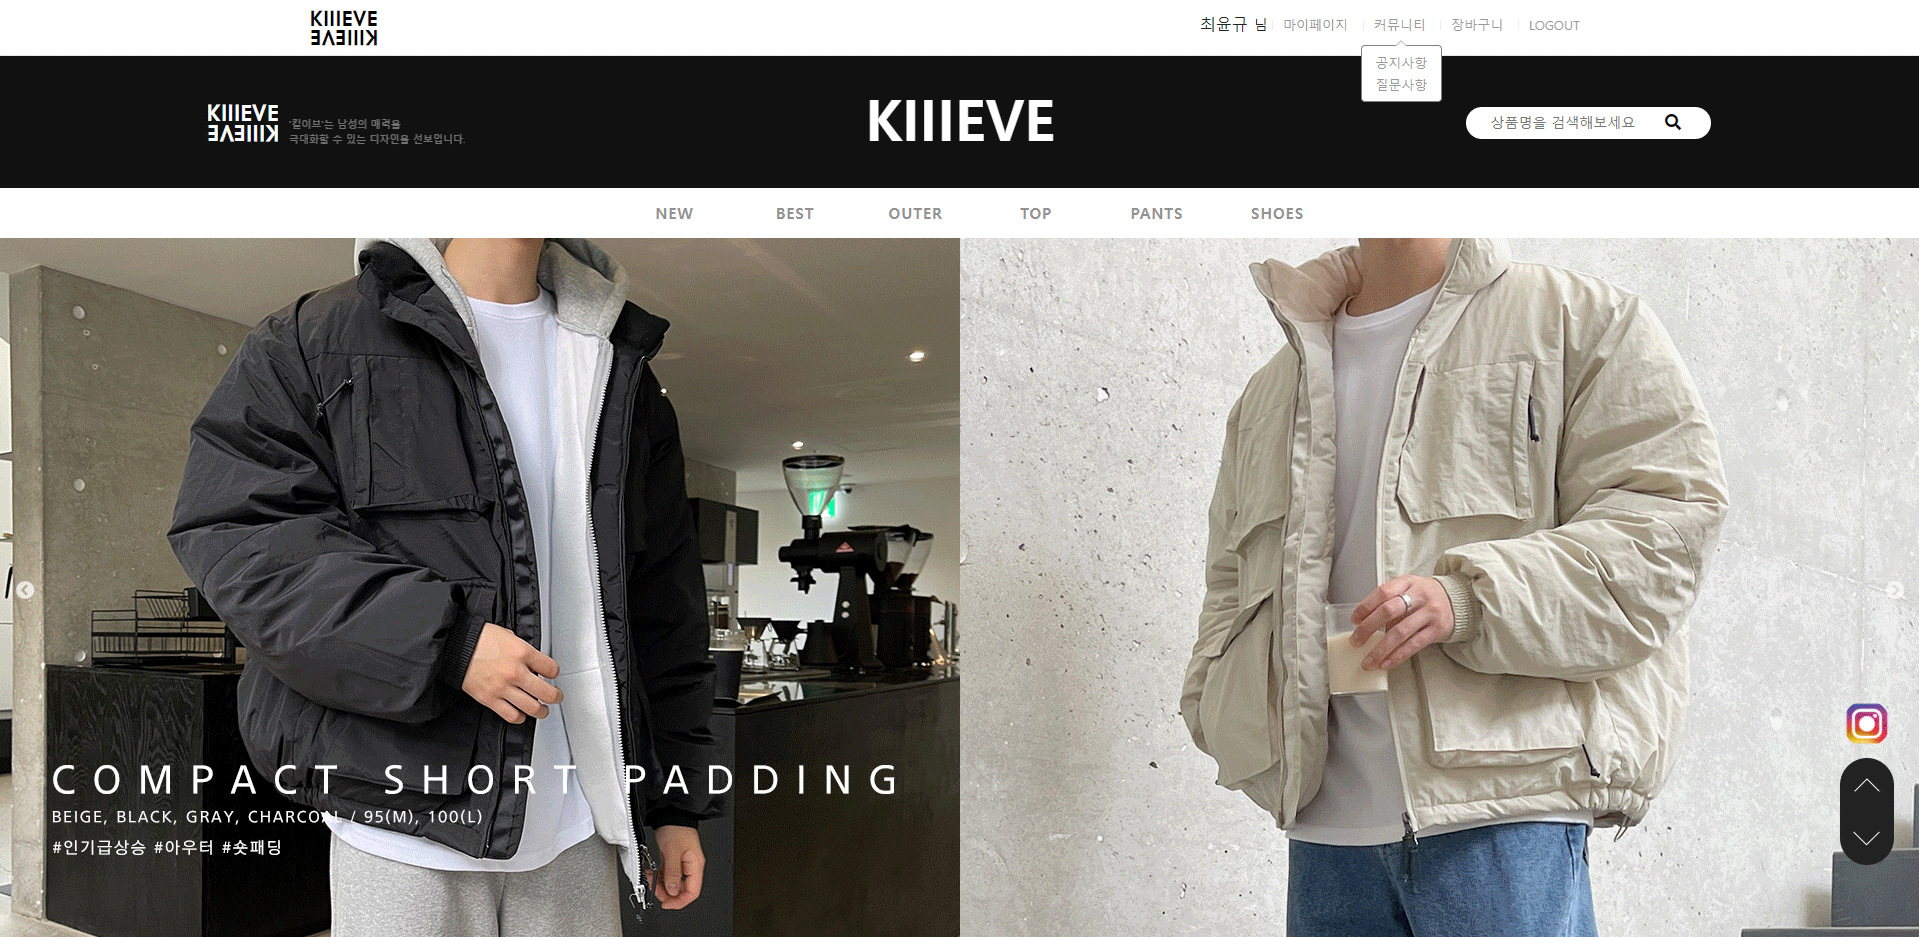 KIIIEVE
KIIIEVE
최윤규 님
마이페이지
커뮤니티
장바구니
LOGOUT
공지사항
질문사항
KIIIEVE
KIIIEVE
'킬이브'는 남성의 매력을
극대화할 수 있는 디자인을 선보입니다.
KIIIEVE
상품명을 검색해보세요
NEW
BEST
OUTER
TOP
PANTS
SHOES
COMPACT SHORT PADDING
BEIGE, BLACK, GRAY, CHARCOAL / 95(M), 100(L)
#인기급상승 #아우터 #숏패딩